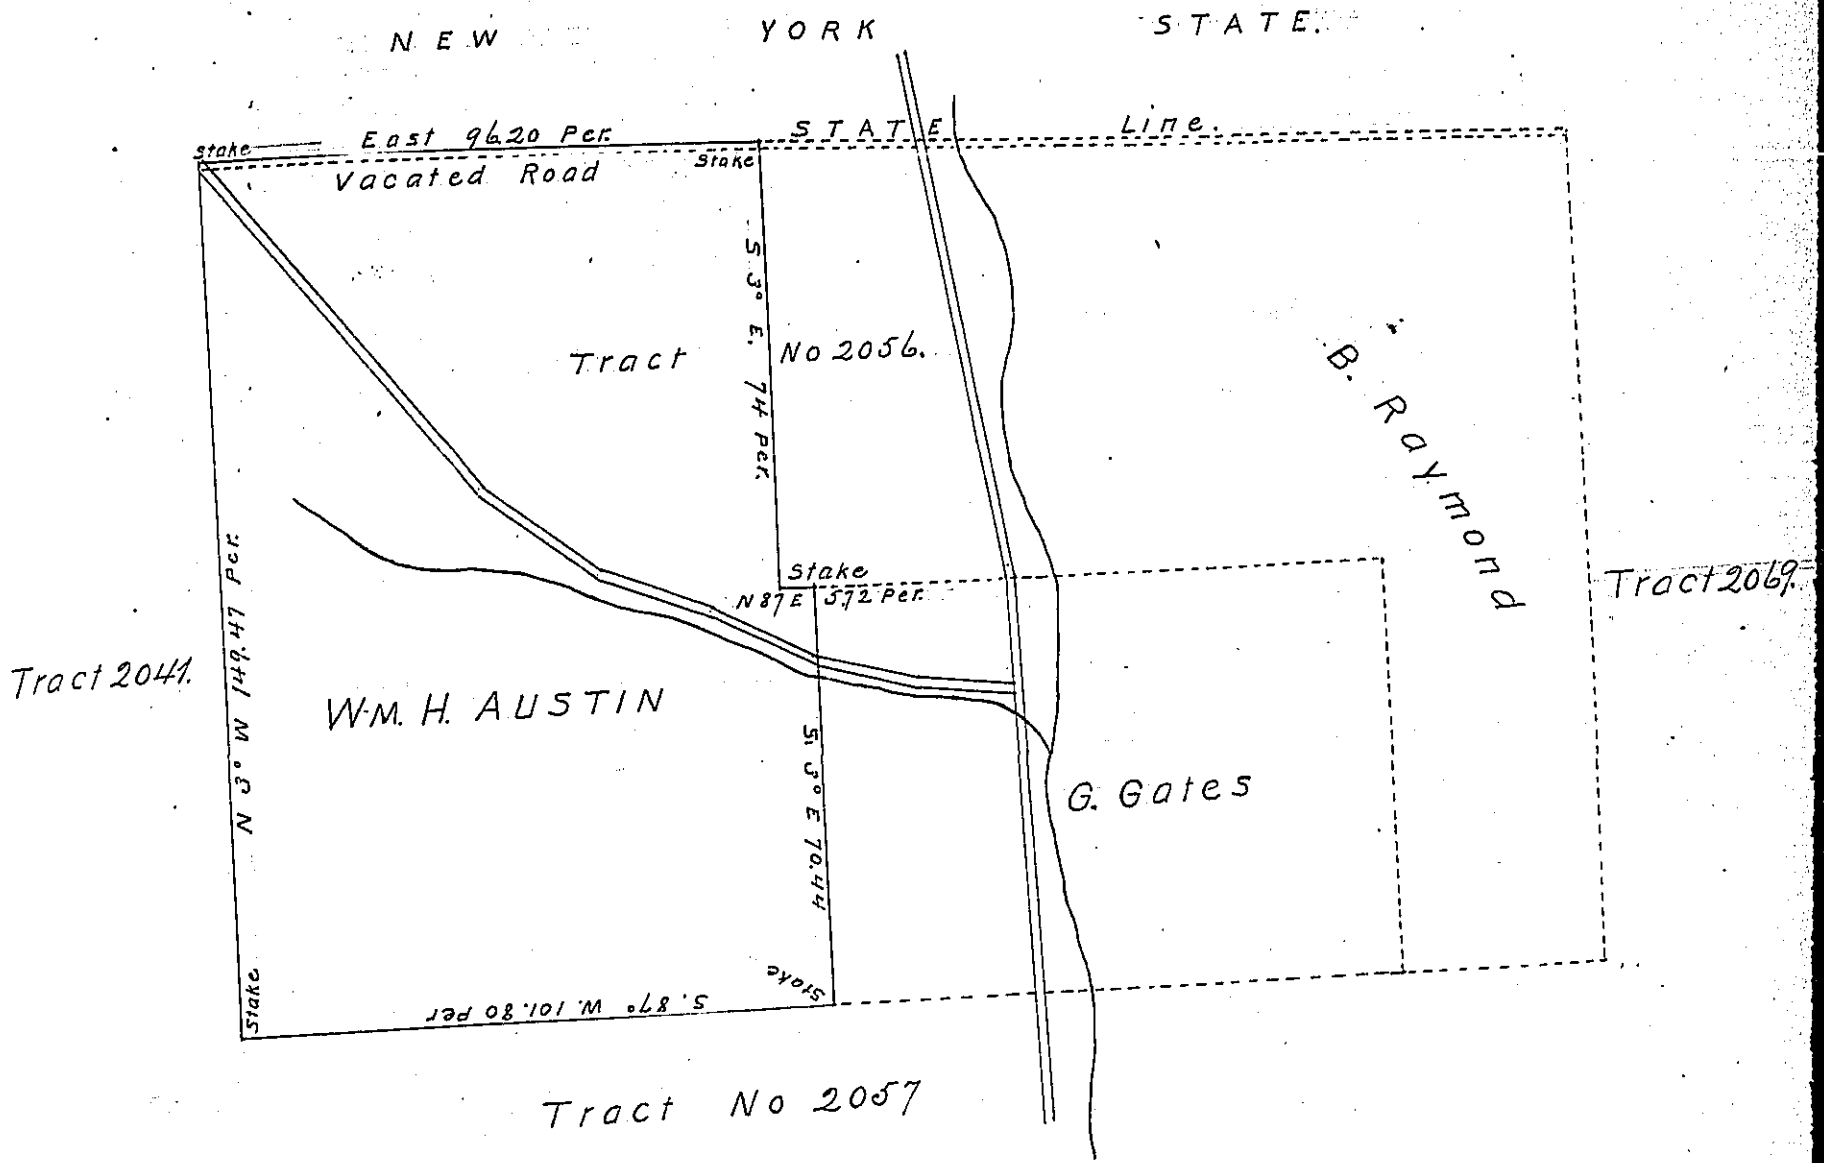 NEW YORK STATE.
East 96.20 Per. STATE Line.
Stake
Stake
Vacated Road
S 3° E. 74 Per.
Tract No 2056.
B. Raymond
Stake
N 87 E 5.72 Per.
Tract 2069.
N 3° W 149.47 Per.
Tract 2041.
WM. H. AUSTIN
S 3° E 70.44
G. Gates
Stake
Stake
S. 87° W. 101.80 Per
Tract No 2057